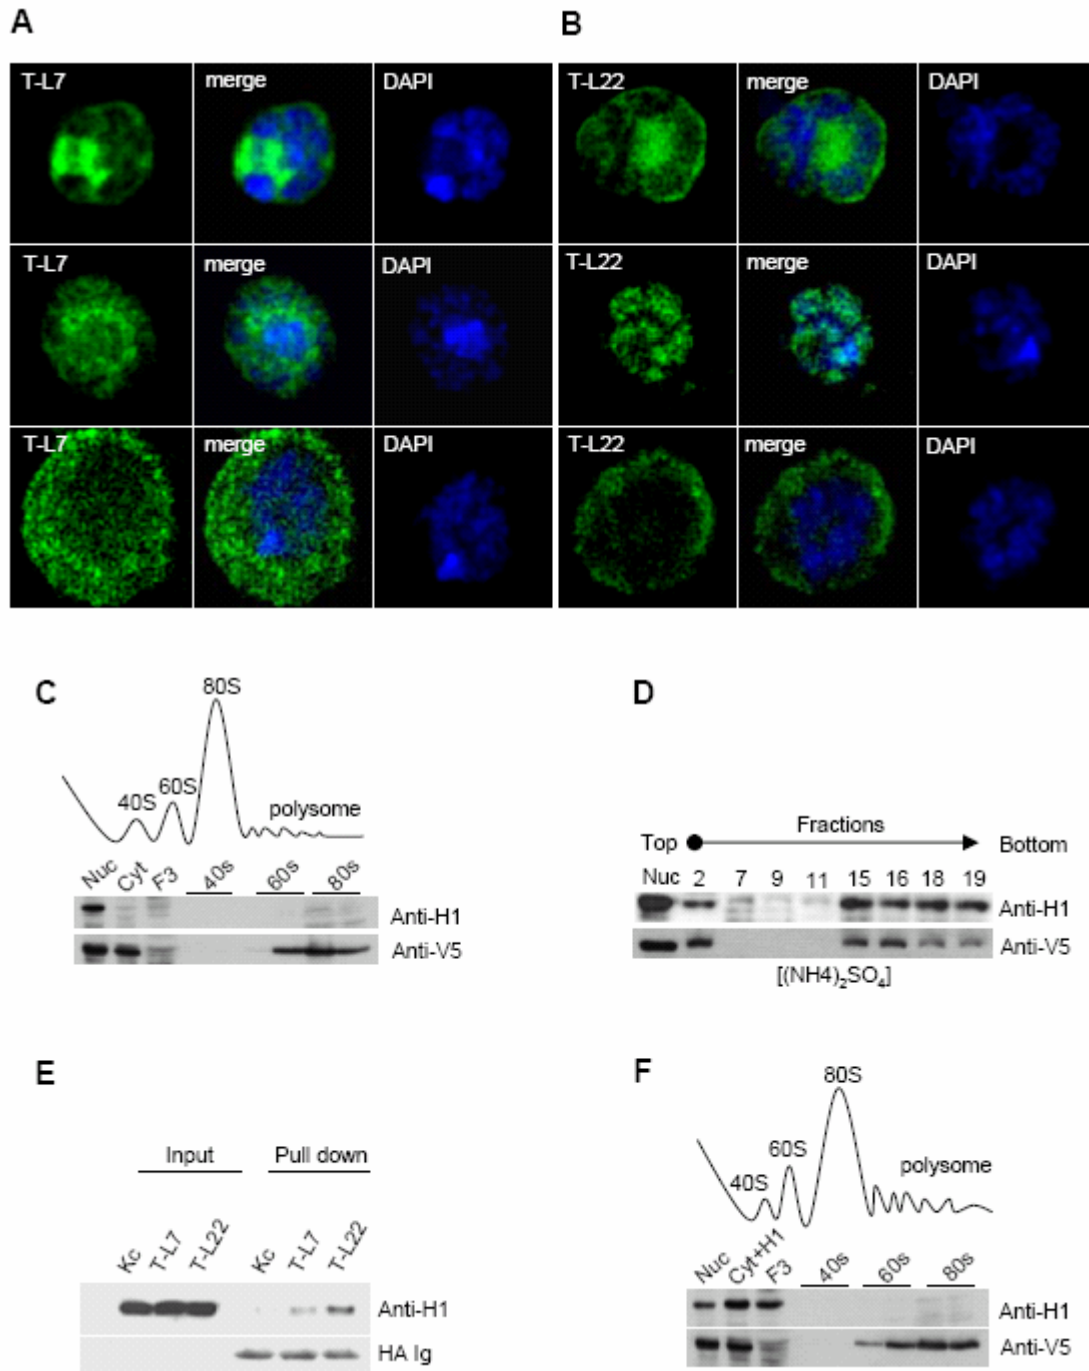 A
B
T-L7 merge DAPI T-L22 merge DAPI
T-L7 merge DAPI T-L22 merge DAPI
T-L7 merge DAPI T-L22 merge DAPI
C
80S
60S
40S
polysome
Nuc Cyt F3 40s 60s 80s
Anti-H1
Anti-V5
D
Fractions
Top Bottom
Nuc 2 7 9 11 15 16 18 19
Anti-H1
Anti-V5
[(NH4)₂SO₄]
E
Input Pull down
Kc T-L7 T-L22 Kc T-L7 T-L22
Anti-H1
HA Ig
F
80S
60S
40S
polysome
Nuc Cyt+H1 F3 40s 60s 80s
Anti-H1
Anti-V5